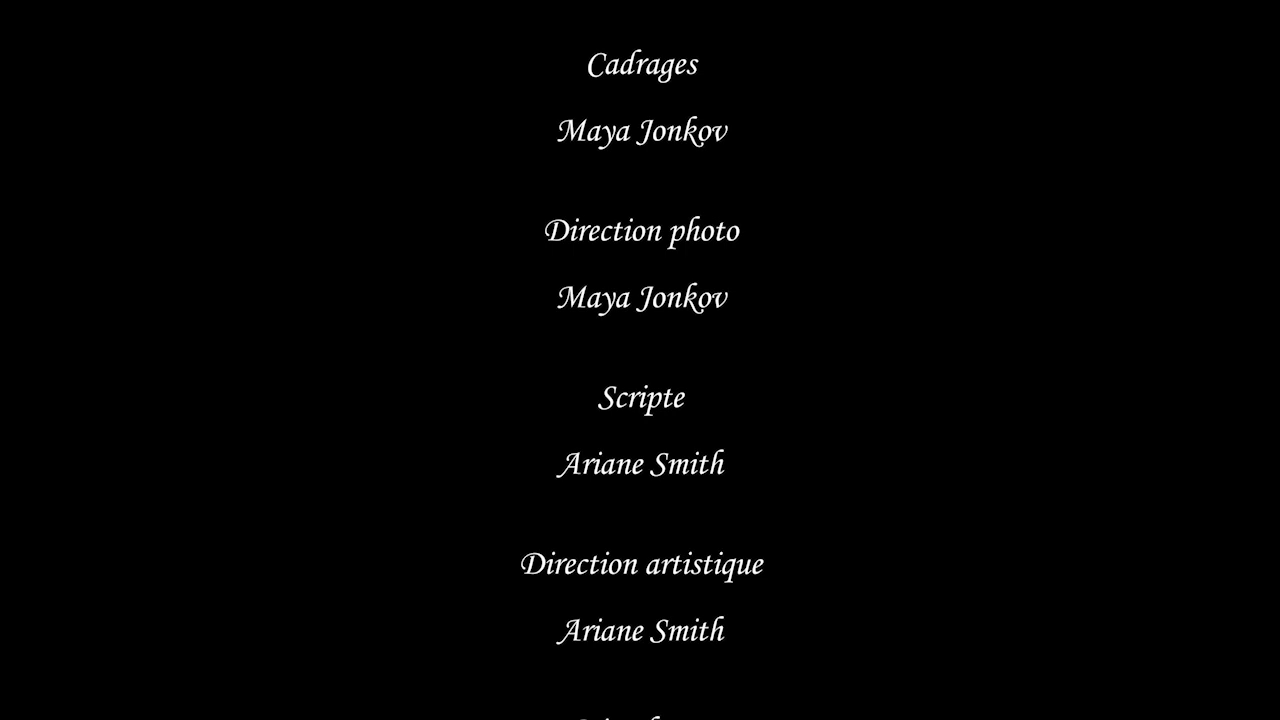 Cadrages
Maya Jonkov
Direction photo
Maya Jonkov
Scripte
Ariane Smith
Direction artistique
Ariane Smith